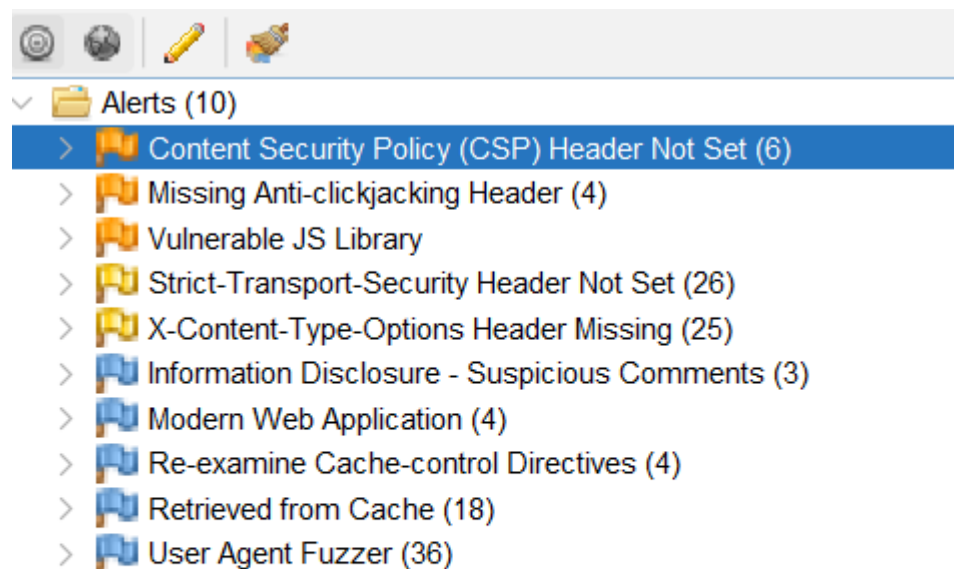 Alerts (10)
Content Security Policy (CSP) Header Not Set (6)
Missing Anti-clickjacking Header (4)
Vulnerable JS Library
Strict-Transport-Security Header Not Set (26)
X-Content-Type-Options Header Missing (25)
Information Disclosure - Suspicious Comments (3)
Modern Web Application (4)
Re-examine Cache-control Directives (4)
Retrieved from Cache (18)
User Agent Fuzzer (36)